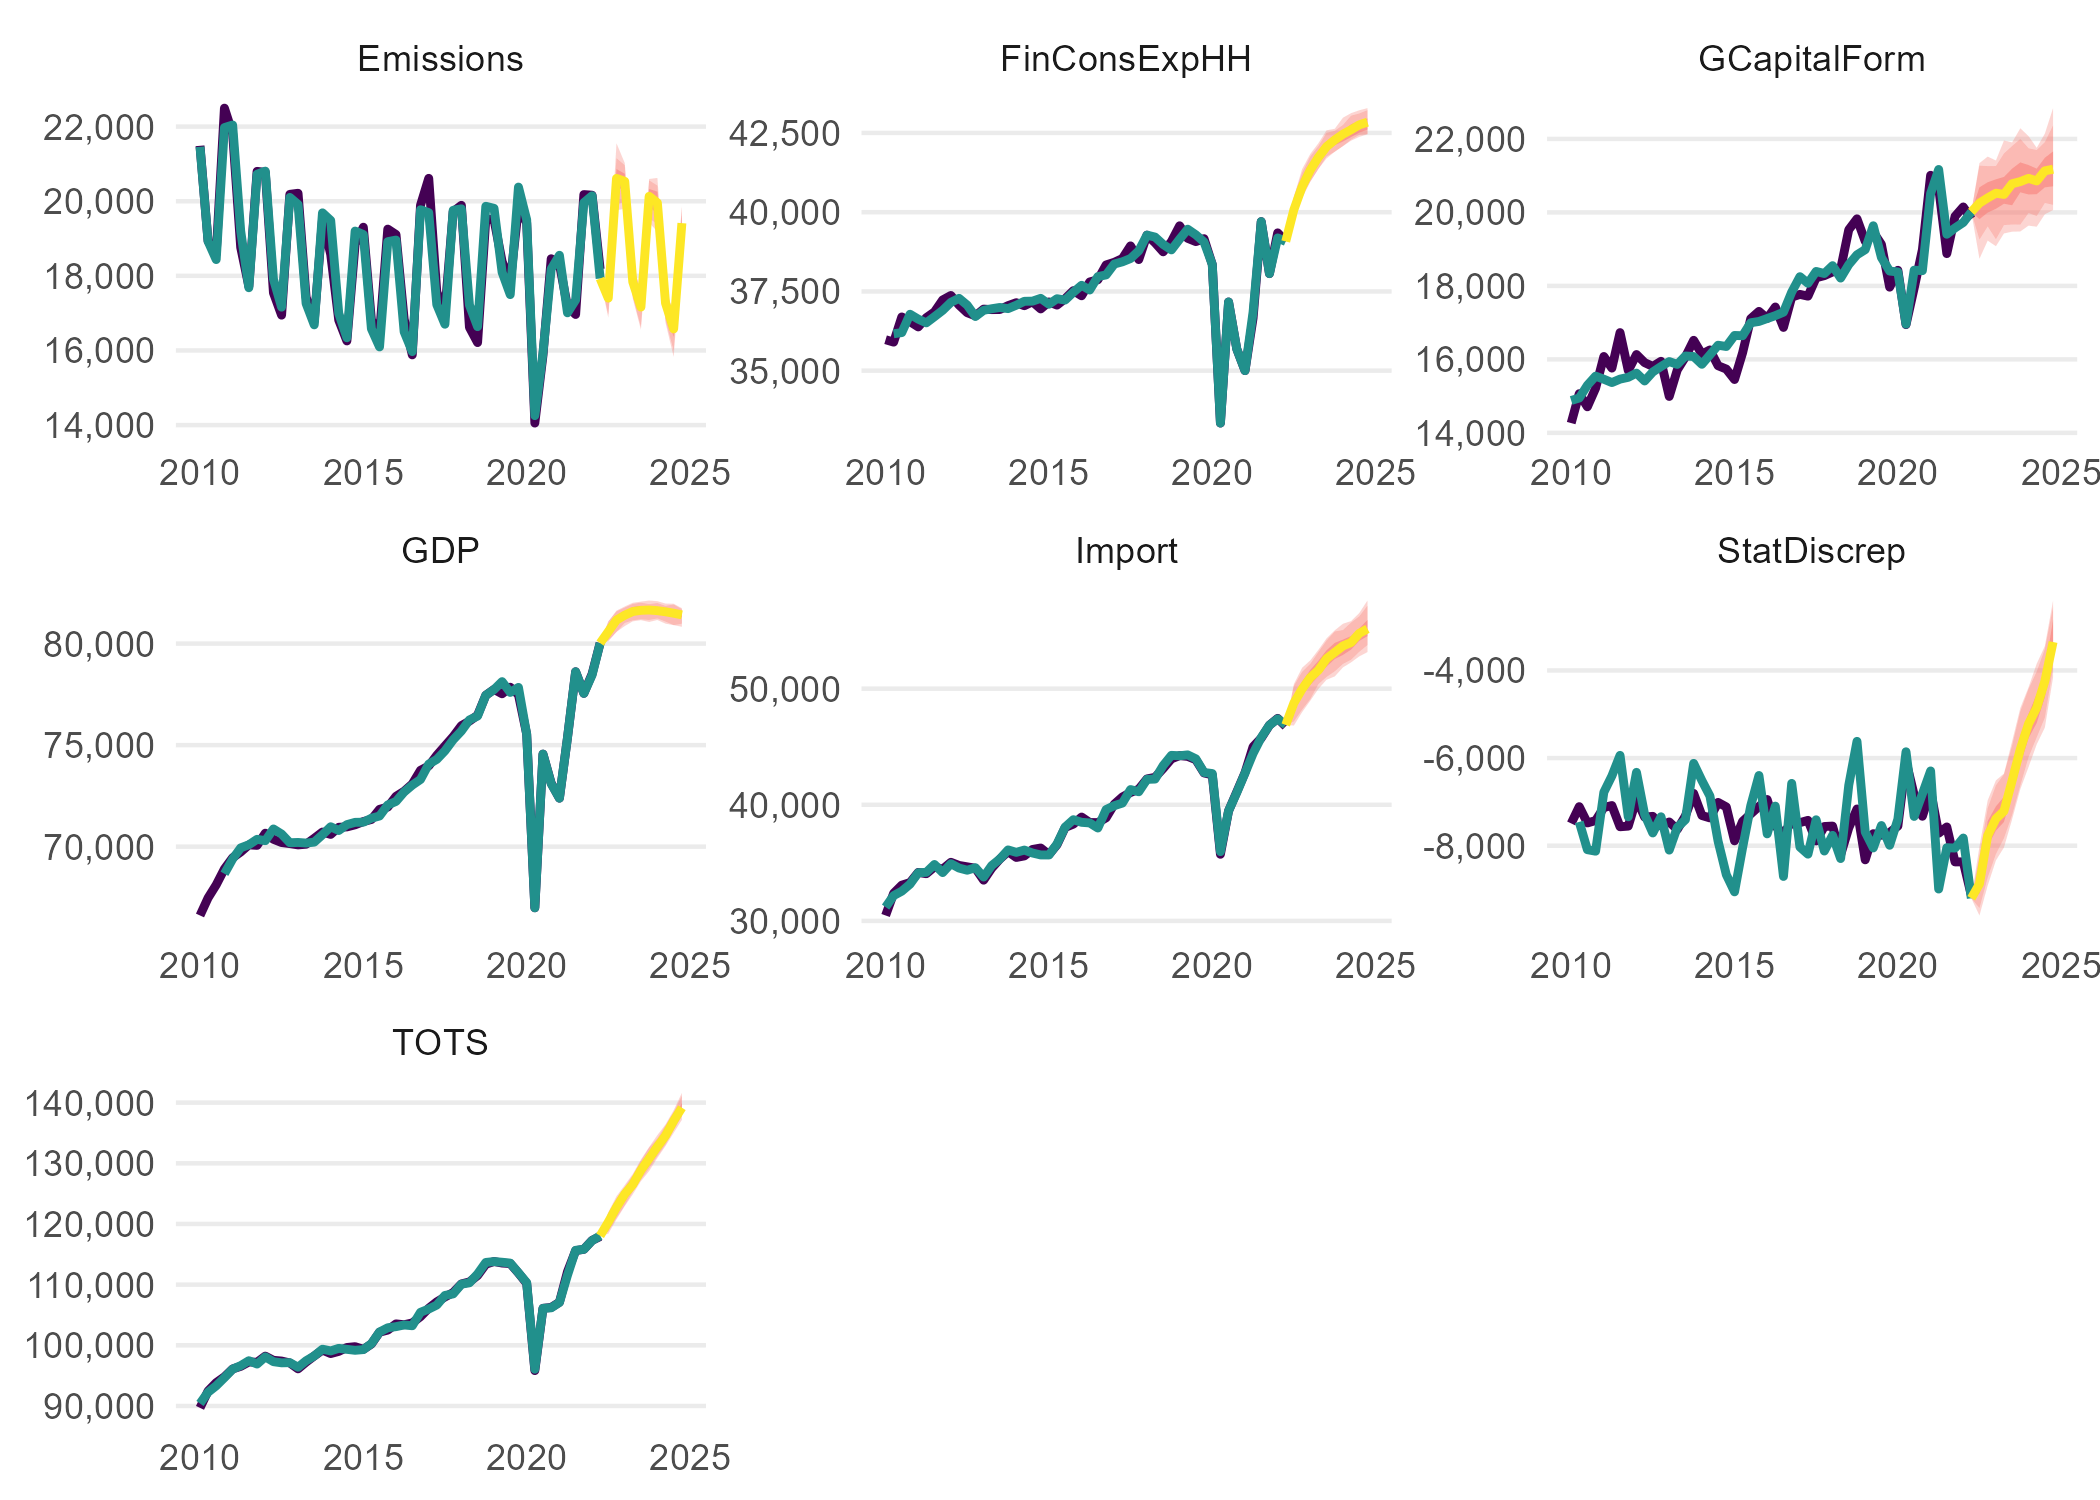 Emissions
22,000
20,000
18,000
16,000
14,000
2010 2015 2020 2025
FinConsExpHH
42,500
40,000
37,500
35,000
2010 2015 2020 2025
GCapitalForm
22,000
20,000
18,000
16,000
14,000
2010 2015 2020 2025
GDP
80,000
75,000
70,000
2010 2015 2020 2025
Import
50,000
40,000
30,000
2010 2015 2020 2025
StatDiscrep
-4,000
-6,000
-8,000
2010 2015 2020 2025
TOTS
140,000
130,000
120,000
110,000
100,000
90,000
2010 2015 2020 2025